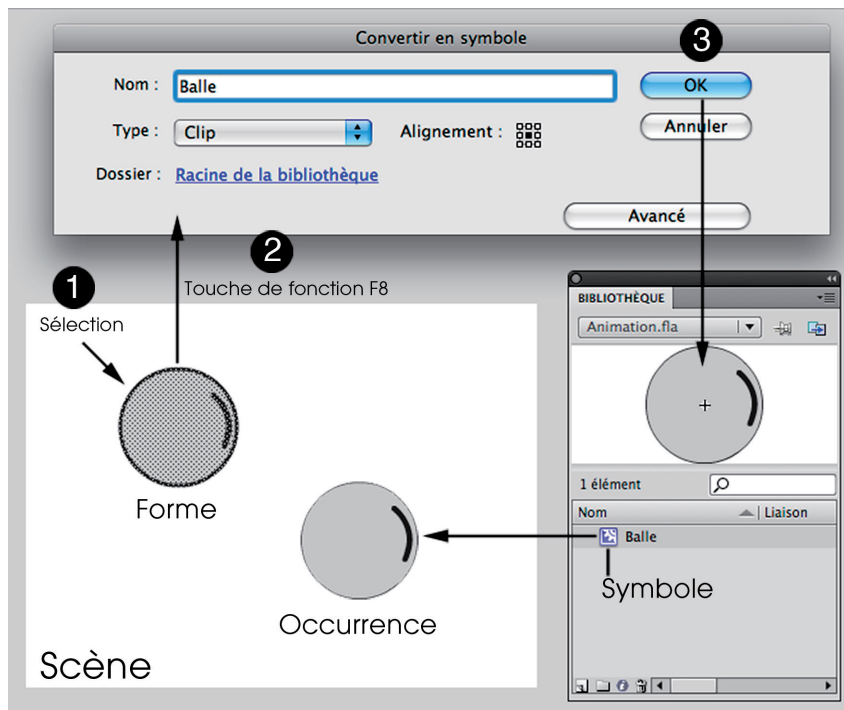 Convertir en symbole
3
Nom : Balle
OK
Type : Clip
Alignement :
Annuler
Dossier : Racine de la bibliothèque
Avancé
2
Touche de fonction F8
1
Sélection
Forme
Occurrence
Scène
BIBLIOTHÈQUE
Animation.fla
1 élément
Nom
Liaison
Balle
Symbole